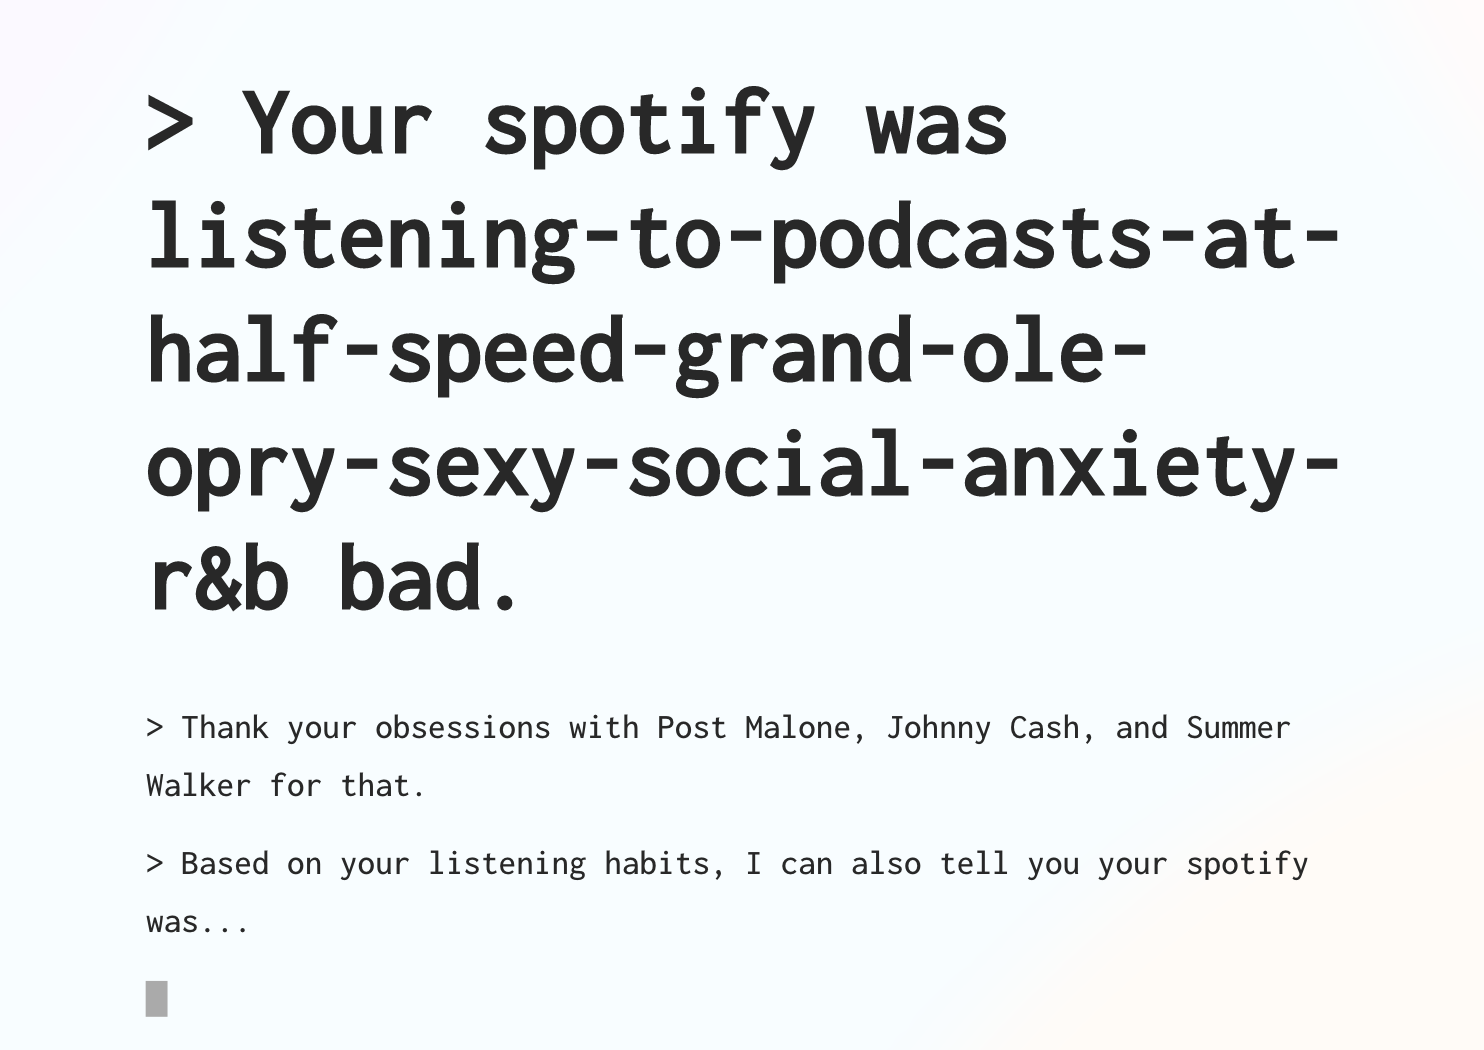 > Your spotify was
listening-to-podcasts-at-
half-speed-grand-ole-
opry-sexy-social-anxiety-
r&b bad.
> Thank your obsessions with Post Malone, Johnny Cash, and Summer
Walker for that.
> Based on your listening habits, I can also tell you your spotify
was...